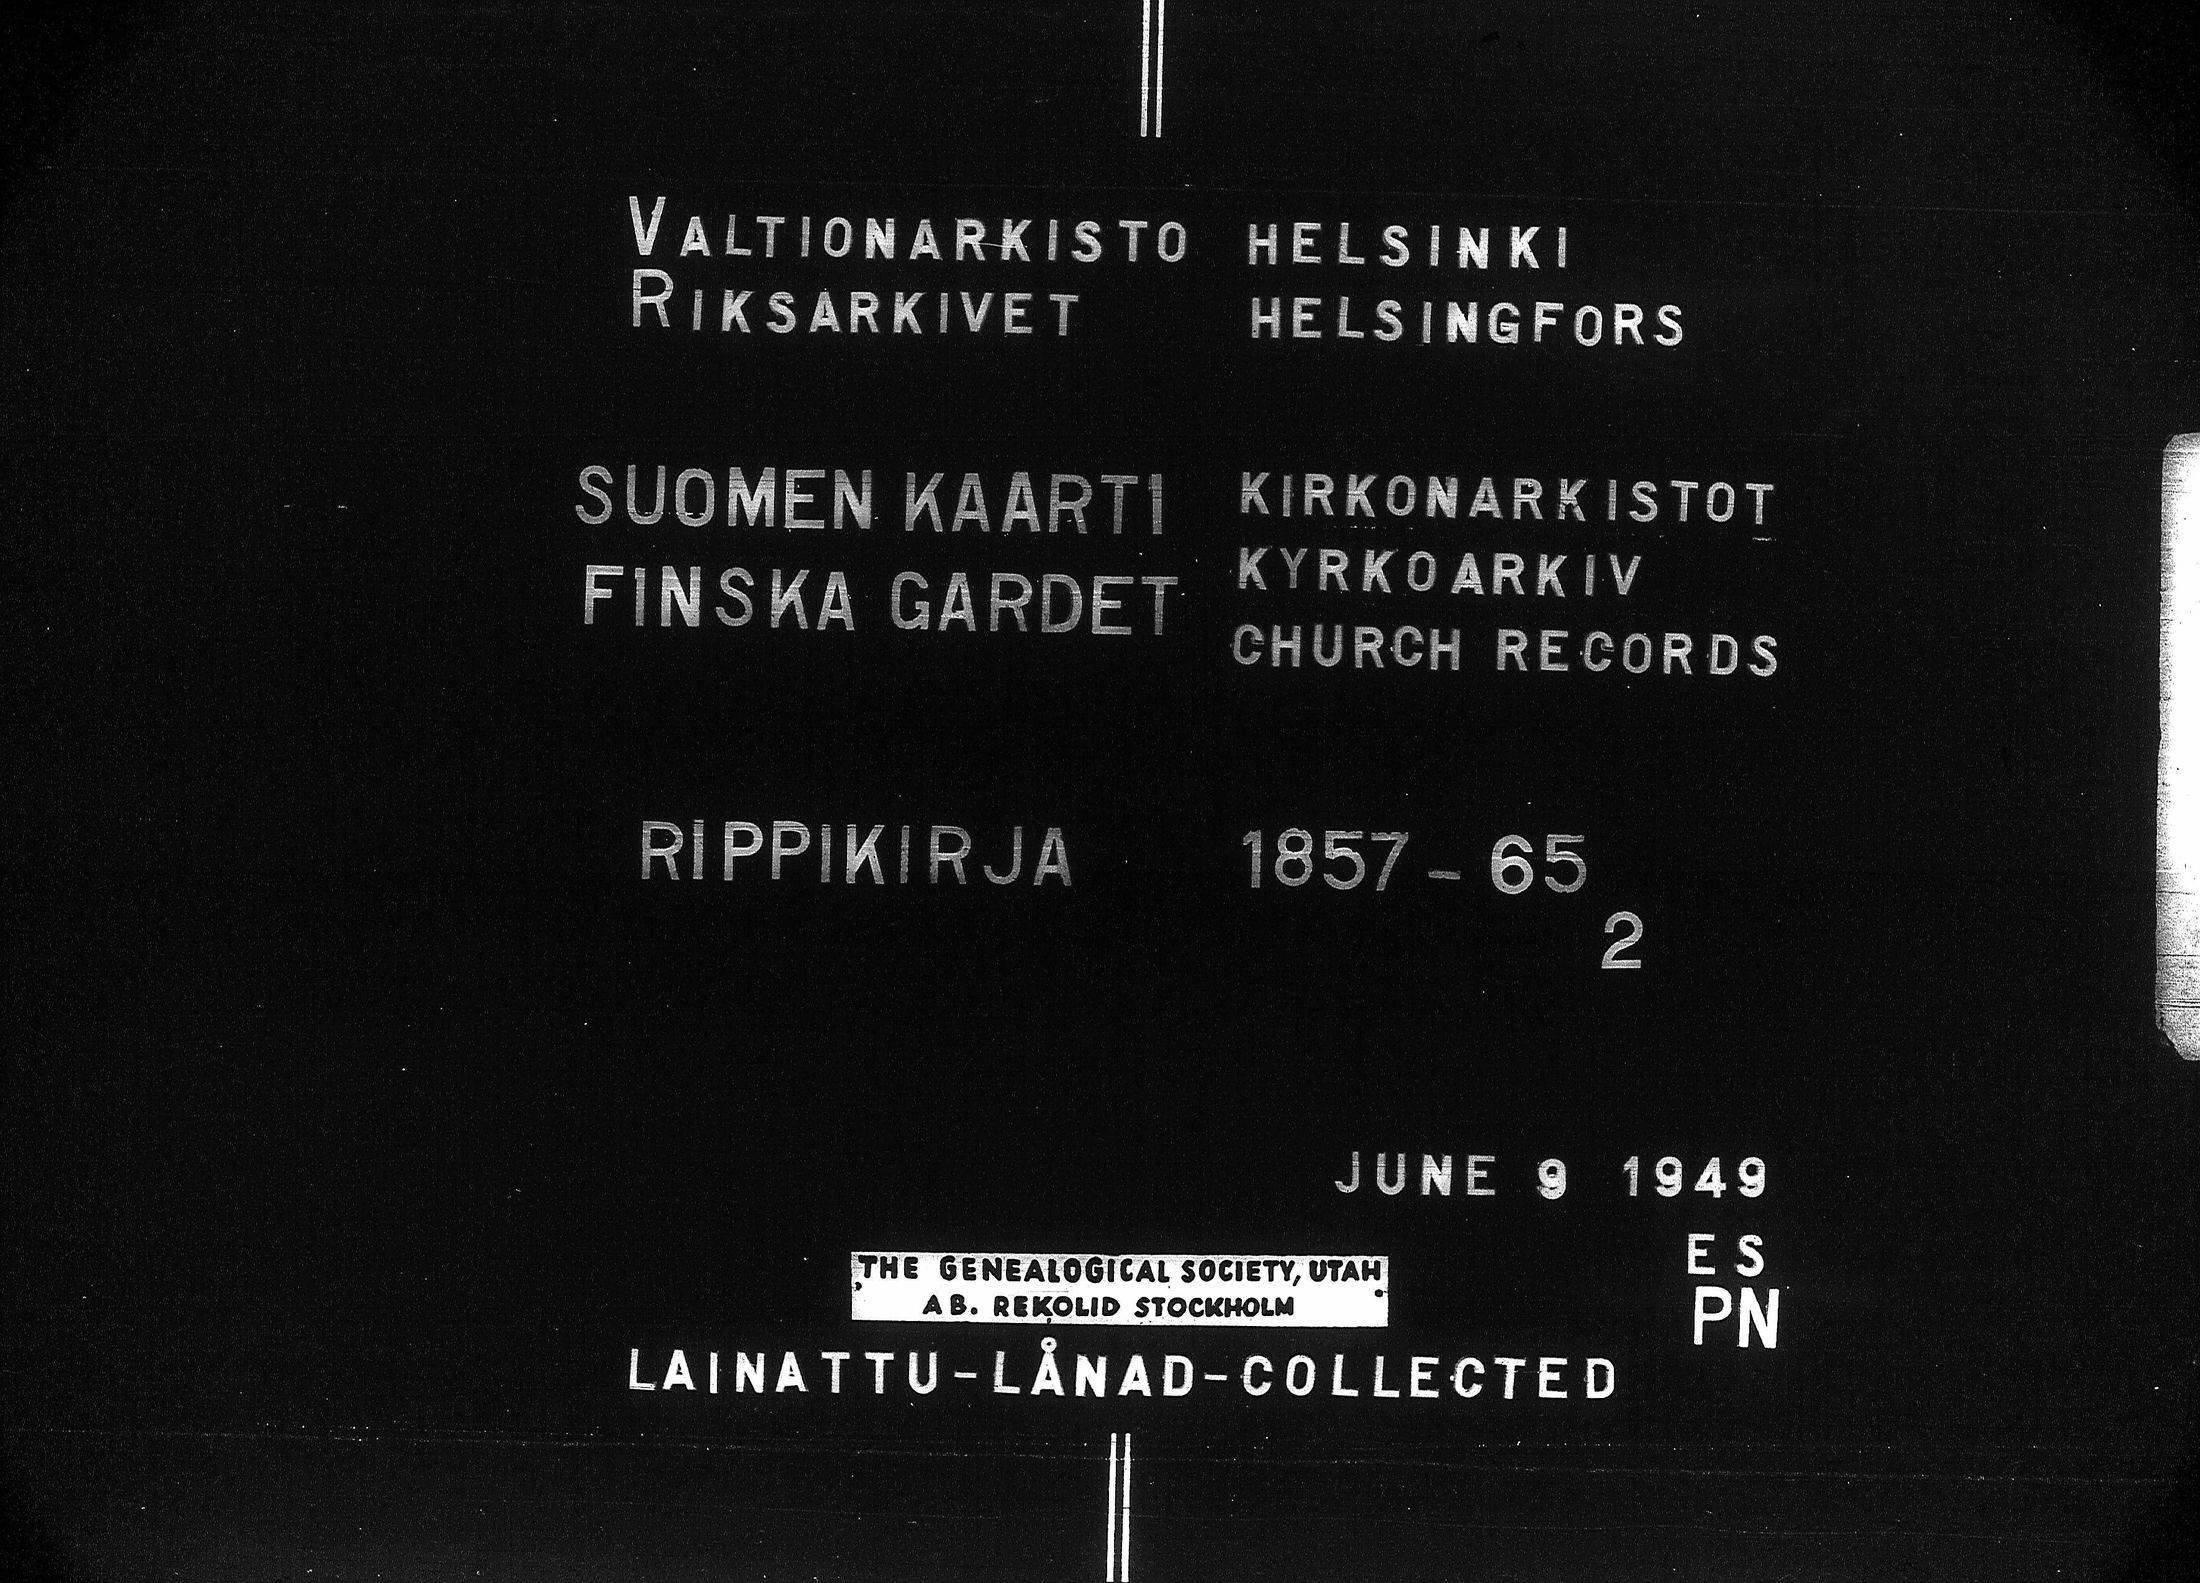 VALTIONARKISTO HELSINKI
RIKSARKIVET HELSINGFORS
SUOMEN KAARTI KIRKONARKISTOT
FINSKA GARDET KYRKOARKIV
CHURCH RECORDS
RIPPIKIRJA 1857-65
2
JUNE 9 1949
ES
PN
THE GENEALOGICAL SOCIETY, UTAH
AB. REKOLID STOCKHOLM
LAINATTU-LÅNAD-COLLECTED